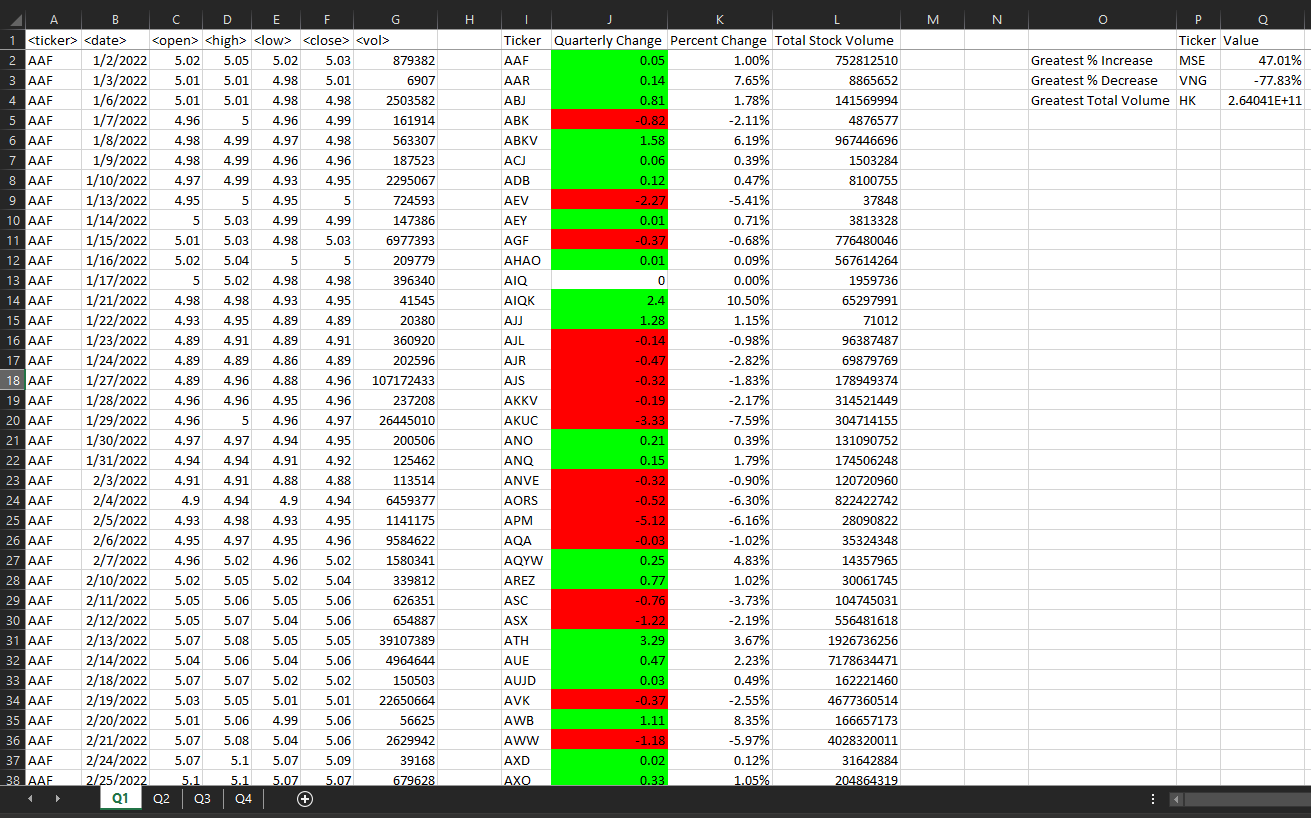 A B C D E F G H I J K L M N O P Q
1 <ticker> <date> <open> <high> <low> <close> <vol> Ticker Quarterly Change Percent Change Total Stock Volume Ticker Value
2 AAF 1/2/2022 5.02 5.05 5.02 5.03 879382 AAF 0.05 1.00% 752812510 Greatest % Increase MSE 47.01%
3 AAF 1/3/2022 5.01 5.01 4.98 5.01 6907 AAR 0.14 7.65% 8865652 Greatest % Decrease VNG -77.83%
4 AAF 1/6/2022 5.01 5.01 4.98 4.98 2503582 ABJ 0.81 1.78% 141569994 Greatest Total Volume HK 2.64041E+11
5 AAF 1/7/2022 4.96 5 4.96 4.99 161914 ABK -0.82 -2.11% 4876577
6 AAF 1/8/2022 4.98 4.99 4.97 4.98 563307 ABKV 1.58 6.19% 967446696
7 AAF 1/9/2022 4.98 4.99 4.96 4.96 187523 ACJ 0.06 0.39% 1503284
8 AAF 1/10/2022 4.97 4.99 4.93 4.95 2295067 ADB 0.12 0.47% 8100755
9 AAF 1/13/2022 4.95 5 4.95 5 724593 AEV -2.27 -5.41% 37848
10 AAF 1/14/2022 5 5.03 4.99 4.99 147386 AEY 0.01 0.71% 3813328
11 AAF 1/15/2022 5.01 5.03 4.98 5.03 6977393 AGF -0.37 -0.68% 776480046
12 AAF 1/16/2022 5.02 5.04 5 5 209779 AHAO 0.01 0.09% 567614264
13 AAF 1/17/2022 5 5.02 4.98 4.98 396340 AIQ 0 0.00% 1959736
14 AAF 1/21/2022 4.98 4.98 4.93 4.95 41545 AIQK 2.4 10.50% 65297991
15 AAF 1/22/2022 4.93 4.95 4.89 4.89 20380 AJJ 1.28 1.15% 71012
16 AAF 1/23/2022 4.89 4.91 4.89 4.91 360920 AJL -0.14 -0.98% 96387487
17 AAF 1/24/2022 4.89 4.89 4.86 4.89 202596 AJR -0.47 -2.82% 69879769
18 AAF 1/27/2022 4.89 4.96 4.88 4.96 107172433 AJS -0.32 -1.83% 178949374
19 AAF 1/28/2022 4.96 4.96 4.95 4.96 237208 AKKV -0.19 -2.17% 314521449
20 AAF 1/29/2022 4.96 5 4.96 4.97 26445010 AKUC -3.33 -7.59% 304714155
21 AAF 1/30/2022 4.97 4.97 4.94 4.95 200506 ANO 0.21 0.39% 131090752
22 AAF 1/31/2022 4.94 4.94 4.91 4.92 125462 ANQ 0.15 1.79% 174506248
23 AAF 2/3/2022 4.91 4.91 4.88 4.88 113514 ANVE -0.32 -0.90% 120720960
24 AAF 2/4/2022 4.9 4.94 4.9 4.94 6459377 AORS -0.52 -6.30% 822422742
25 AAF 2/5/2022 4.93 4.98 4.93 4.95 1141175 APM -5.12 -6.16% 28090822
26 AAF 2/6/2022 4.95 4.97 4.95 4.96 9584622 AQA -0.03 -1.02% 35324348
27 AAF 2/7/2022 4.96 5.02 4.96 5.02 1580341 AQYW 0.25 4.83% 14357965
28 AAF 2/10/2022 5.02 5.05 5.02 5.04 339812 AREZ 0.77 1.02% 30061745
29 AAF 2/11/2022 5.05 5.06 5.05 5.06 626351 ASC -0.76 -3.73% 104745031
30 AAF 2/12/2022 5.05 5.07 5.04 5.06 654887 ASX -1.22 -2.19% 556481618
31 AAF 2/13/2022 5.07 5.08 5.05 5.05 39107389 ATH 3.29 3.67% 1926736256
32 AAF 2/14/2022 5.04 5.06 5.04 5.06 4964644 AUE 0.47 2.23% 7178634471
33 AAF 2/18/2022 5.07 5.07 5.02 5.02 150503 AUJD 0.03 0.49% 162221460
34 AAF 2/19/2022 5.03 5.05 5.01 5.01 22650664 AVK -0.37 -2.55% 4677360514
35 AAF 2/20/2022 5.01 5.06 4.99 5.06 56625 AWB 1.11 8.35% 166657173
36 AAF 2/21/2022 5.07 5.08 5.04 5.06 2629942 AWW -1.18 -5.97% 4028320011
37 AAF 2/24/2022 5.07 5.1 5.07 5.09 39168 AXD 0.02 0.12% 31642884
38 AAF 2/25/2022 5.1 5.1 5.07 5.07 679628 AXO 0.33 1.05% 204864319
Q1 Q2 Q3 Q4